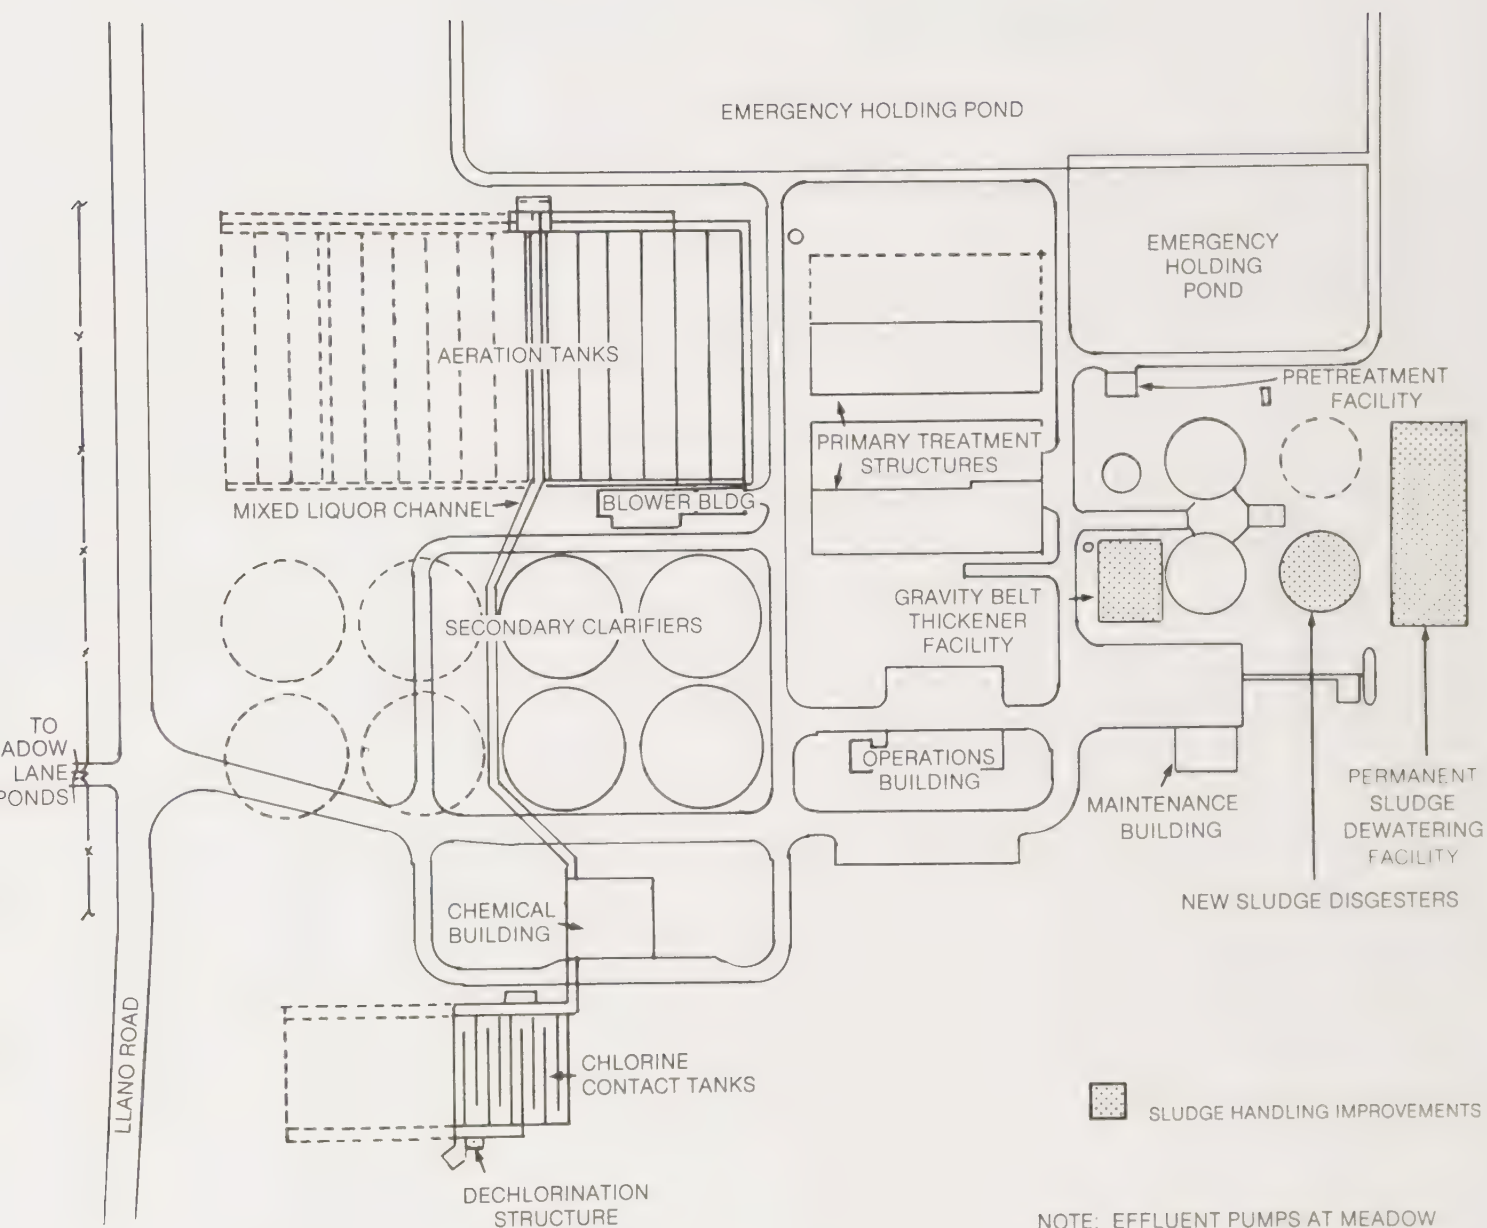 EMERGENCY HOLDING POND
EMERGENCY
HOLDING
POND
AERATION TANKS
PRETREATMENT
FACILITY
PRIMARY TREATMENT
STRUCTURES
MIXED LIQUOR CHANNEL
BLOWER BLDG
GRAVITY BELT
THICKENER
FACILITY
SECONDARY CLARIFIERS
TO
ADOW
LANE
PONDS
OPERATIONS
BUILDING
MAINTENANCE
BUILDING
PERMANENT
SLUDGE
DEWATERING
FACILITY
NEW SLUDGE DISGESTERS
CHEMICAL
BUILDING
LLANO ROAD
CHLORINE
CONTACT TANKS
SLUDGE HANDLING IMPROVEMENTS
DECHLORINATION
STRUCTURE
NOTE: EFFLUENT PUMPS AT MEADOW